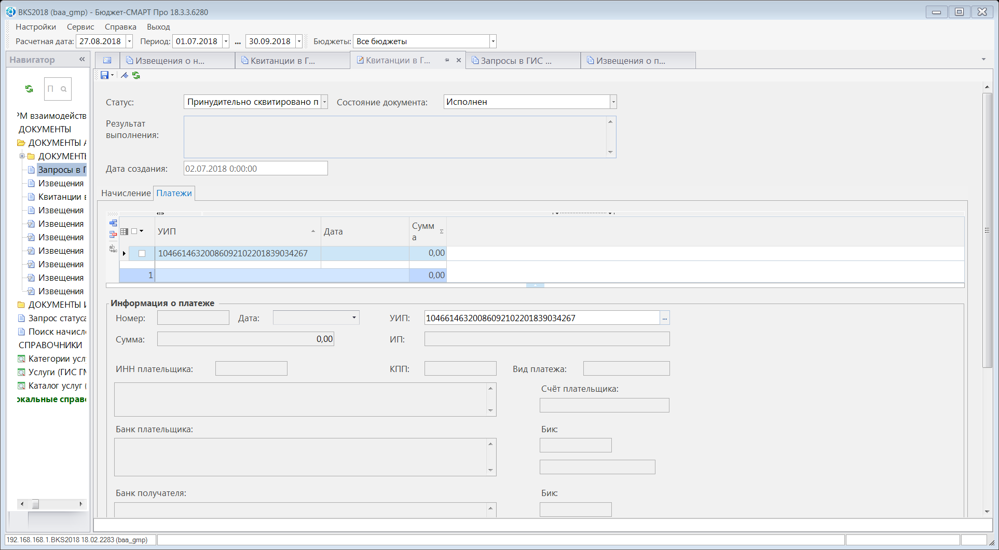 BKS2018 (baa_gmp) - Бюджет-СМАРТ Про 18.3.3.6280
Настройки Сервис Справка Выход
Расчетная дата: 27.08.2018 Период: 01.07.2018 ... 30.09.2018 Бюджеты: Все бюджеты
Навигатор «
Извещения о н... Квитанции в Г... Квитанции в Г... Запросы в ГИС ... Извещения о п...
П
РМ взаимодейств
ДОКУМЕНТЫ
ДОКУМЕНТЫ А
ДОКУМЕНТЫ
Запросы в Г
Извещения
Квитанции в
Извещения
Извещения
Извещения
Извещения
Извещения
Извещения
Извещения
ДОКУМЕНТЫ И
Запрос статуса
Поиск начисле
СПРАВОЧНИКИ
Категории усл
Услуги (ГИС ГМ
Каталог услуг (
окальные справо
Статус: Принудительно сквитировано п Состояние документа: Исполнен
Результат
выполнения:
Дата создания: 02.07.2018 0:00:00
Начисление Платежи
УИП Дата Сумм
а Σ
10466146320086092102201839034267 0,00
1 0,00
Информация о платеже
Номер: Дата: УИП: 10466146320086092102201839034267 ...
Сумма: 0,00 ИП:
ИНН плательщика: КПП: Вид платежа:
Счёт плательщика:
Банк плательщика: Бик:
Банк получателя: Бик:
192.168.168.1.BKS2018 18.02.2283 (baa_gmp)